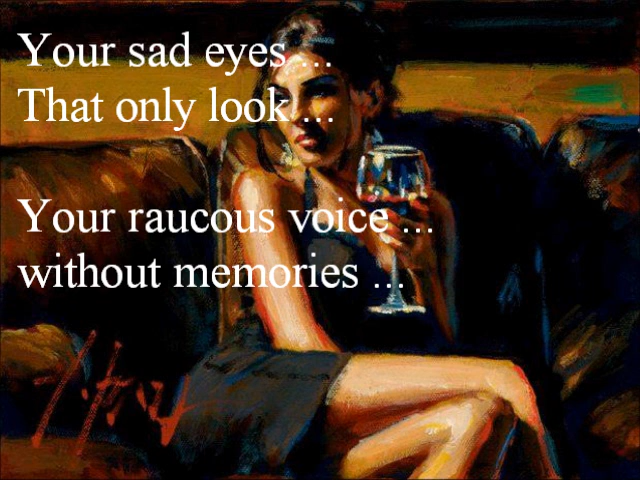 Your sad eyes ...
That only look ...
Your raucous voice ...
without memories ...